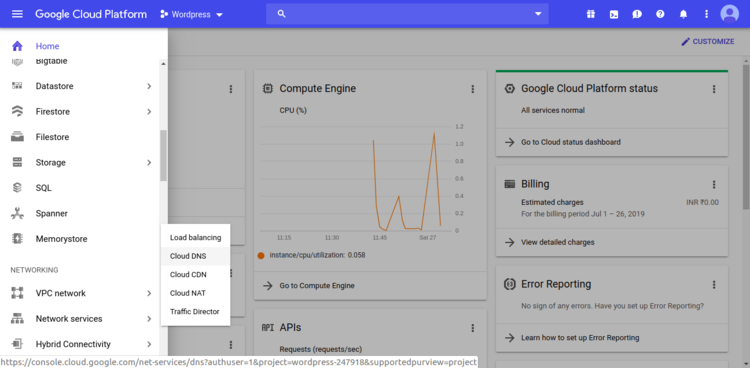 Google Cloud Platform
Wordpress
Home
CUSTOMIZE
Bigtable
Datastore
Firestore
Filestore
Storage
SQL
Spanner
Memorystore
NETWORKING
VPC network
Network services
Hybrid Connectivity
Load balancing
Cloud DNS
Cloud CDN
Cloud NAT
Traffic Director
Compute Engine
CPU (%)
1.2
1.0
0.8
0.6
0.4
0.2
0
11:15
11:30
11:45
Sat 27
instance/cpu/utilization: 0.058
Go to Compute Engine
API
APIs
Requests (requests/sec)
Google Cloud Platform status
All services normal
Go to Cloud status dashboard
Billing
Estimated charges
INR ₹0.00
For the billing period Jul 1 – 26, 2019
View detailed charges
Error Reporting
No sign of any errors. Have you set up Error Reporting?
Learn how to set up Error Reporting
https://console.cloud.google.com/net-services/dns?authuser=1&project=wordpress-247918&supportedpurview=project